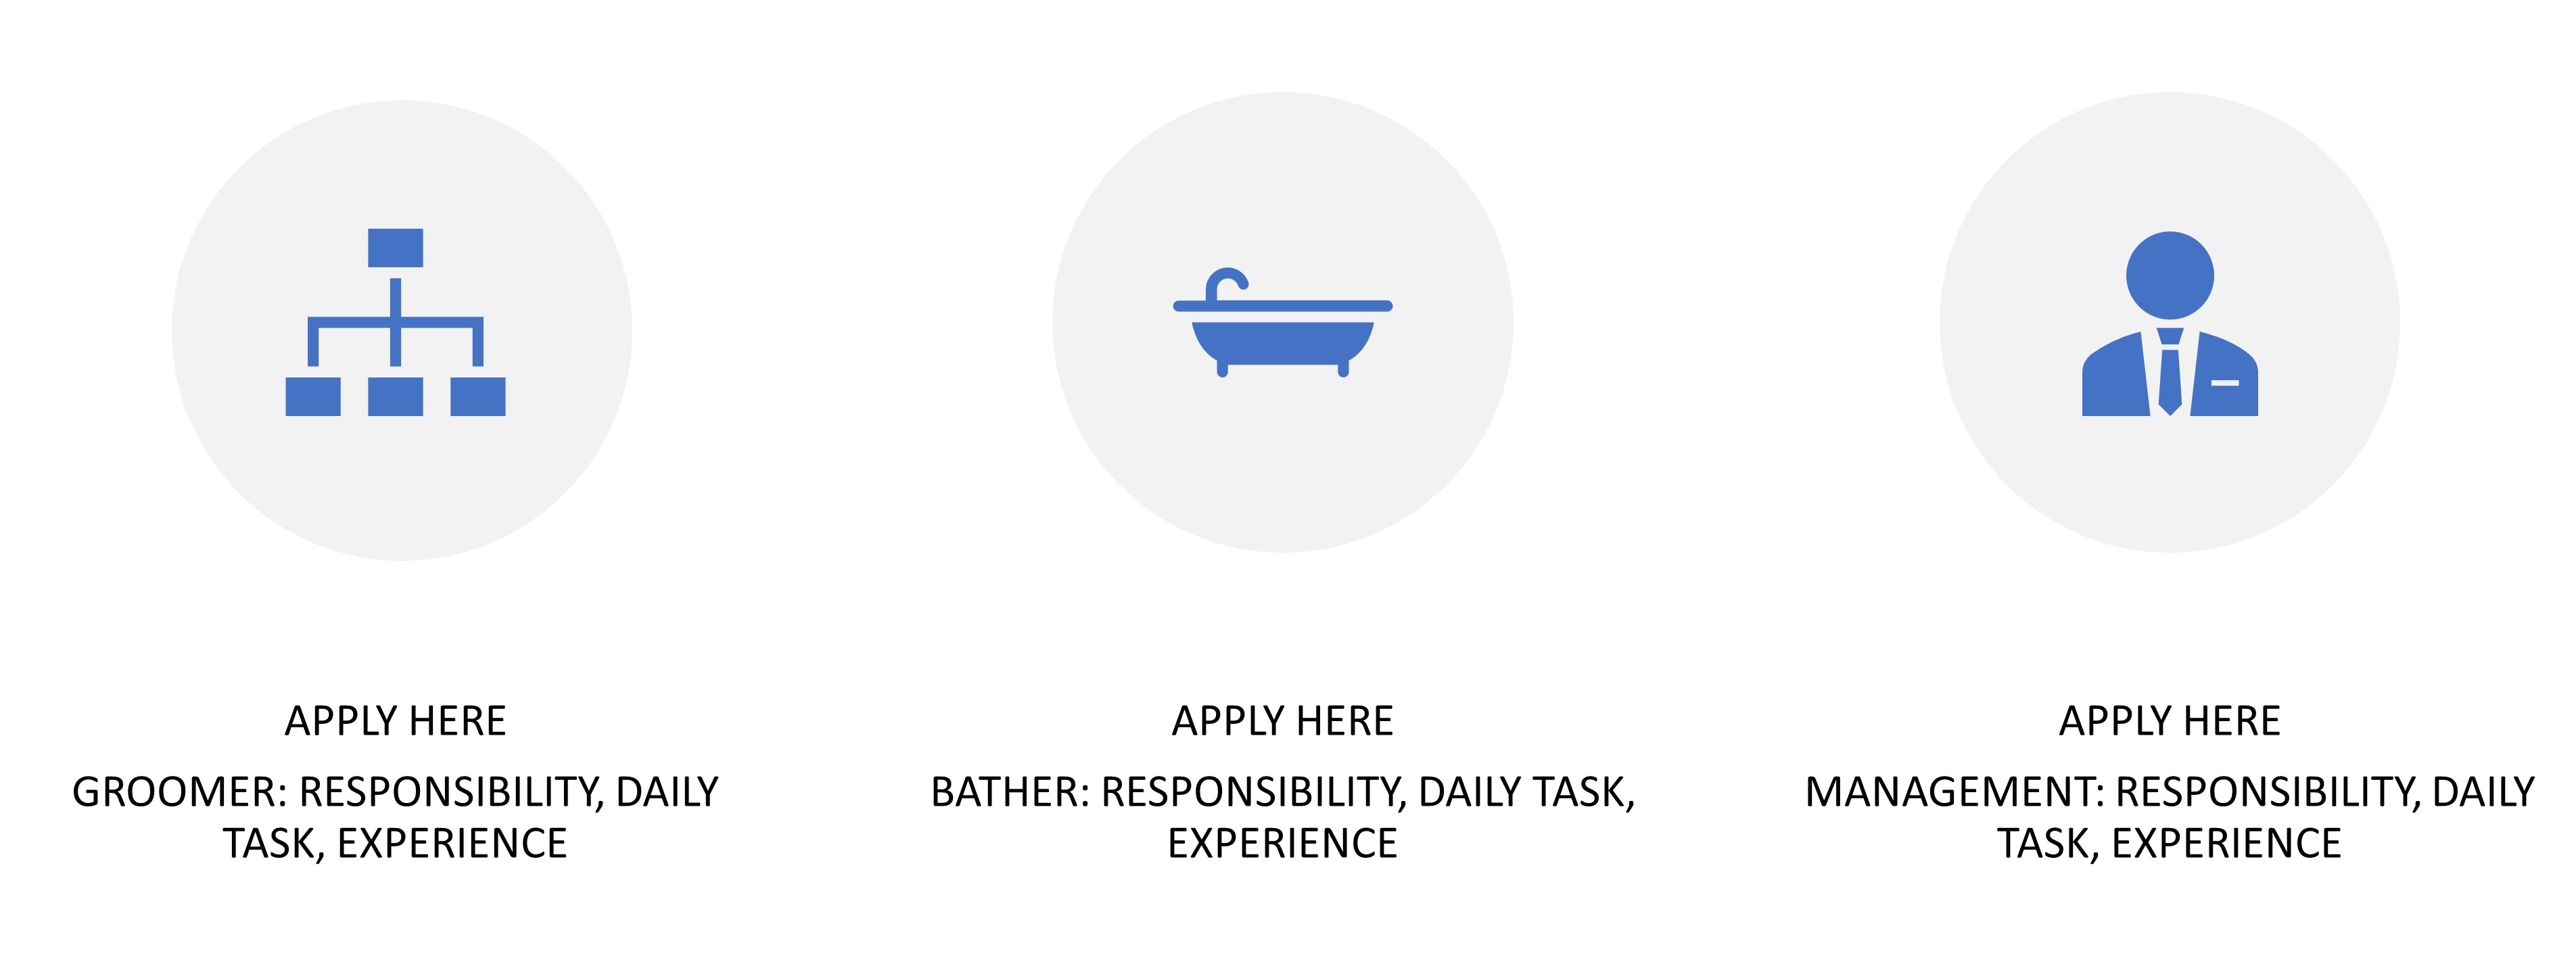 APPLY HERE
GROOMER: RESPONSIBILITY, DAILY
TASK, EXPERIENCE
APPLY HERE
BATHER: RESPONSIBILITY, DAILY TASK,
EXPERIENCE
APPLY HERE
MANAGEMENT: RESPONSIBILITY, DAILY
TASK, EXPERIENCE